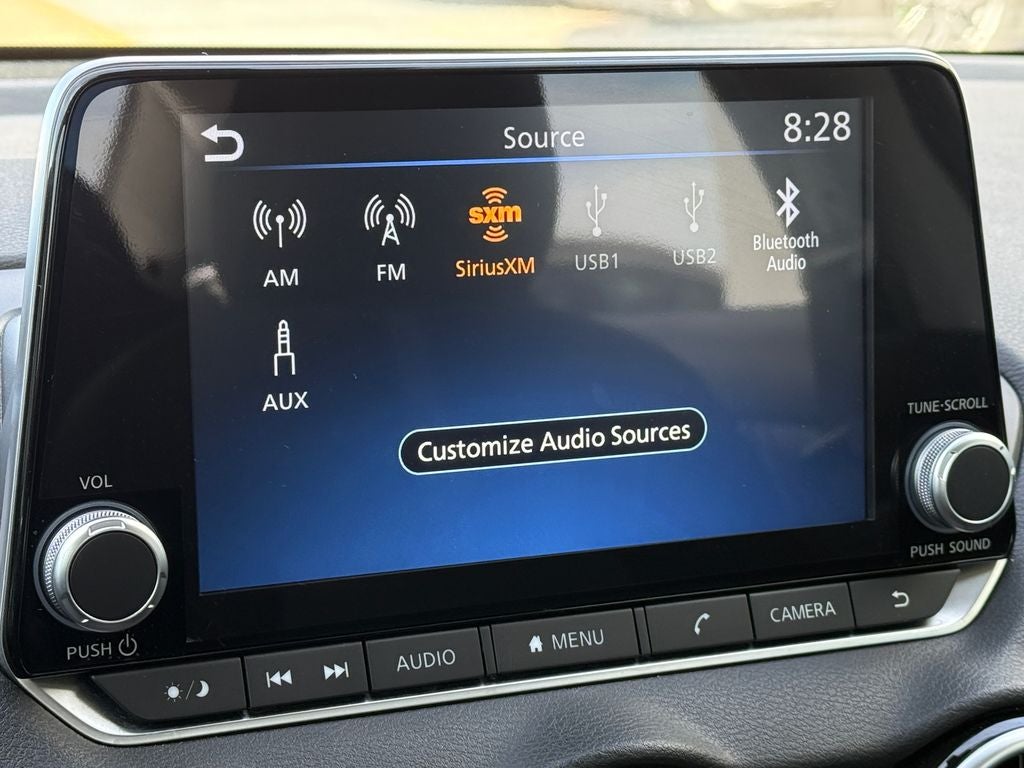 Source
8:28
sxm
AM
FM
SiriusXM
USB1
USB2
Bluetooth
Audio
AUX
Customize Audio Sources
TUNE·SCROLL
VOL
PUSH SOUND
PUSH
AUDIO
MENU
CAMERA